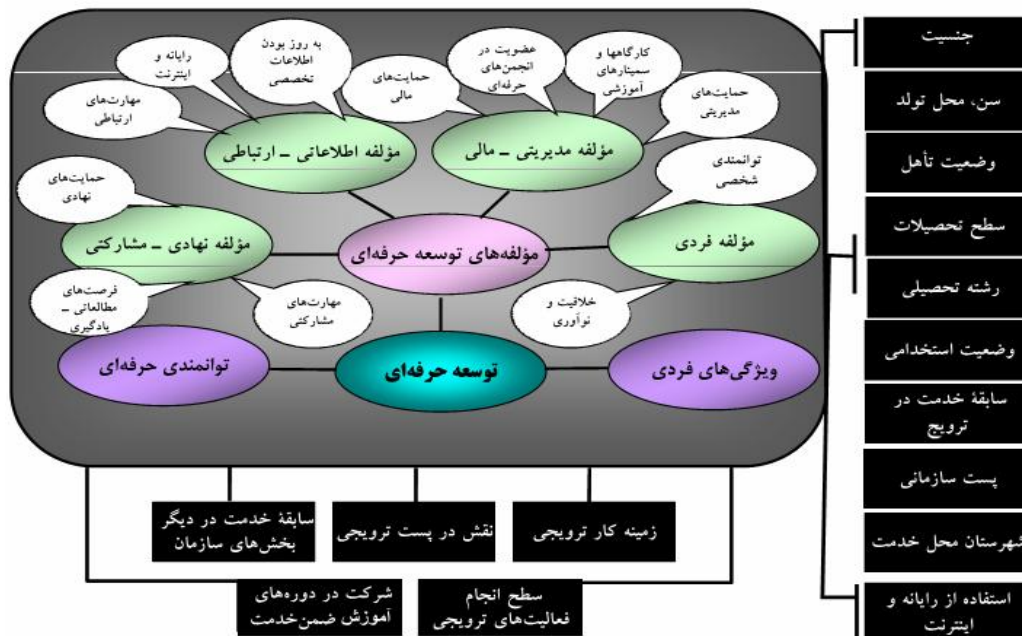 به روز بودن
اطلاعات
تخصصی
رایانه و
اینترنت
مهارت‌های
ارتباطی
مؤلفه اطلاعاتی – ارتباطی
کارگاهها و
سمینارهای
آموزشی
عضویت در
انجمن‌های
حرفه‌ای
حمایت‌های
مالی
حمایت‌های
مدیریتی
مؤلفه مدیریتی – مالی
توانمندی
شخصی
مؤلفه فردی
خلاقیت و
نوآوری
مؤلفه‌های توسعه حرفه‌ای
حمایت‌های
نهادی
مؤلفه نهادی – مشارکتی
فرصت‌های
مطالعاتی –
یادگیری
مهارت‌های
مشارکتی
ویژگی‌های فردی
توسعه حرفه‌ای
توانمندی حرفه‌ای
جنسیت
سن، محل تولد
وضعیت تأهل
سطح تحصیلات
رشته تحصیلی
وضعیت استخدامی
سابقۀ خدمت در
ترویج
پست سازمانی
شهرستان محل خدمت
استفاده از رایانه و
اینترنت
زمینه کار ترویجی
نقش در پست ترویجی
سابقۀ خدمت در دیگر
بخش‌های سازمان
سطح انجام
فعالیت‌های ترویجی
شرکت در دوره‌های
آموزش ضمن‌خدمت